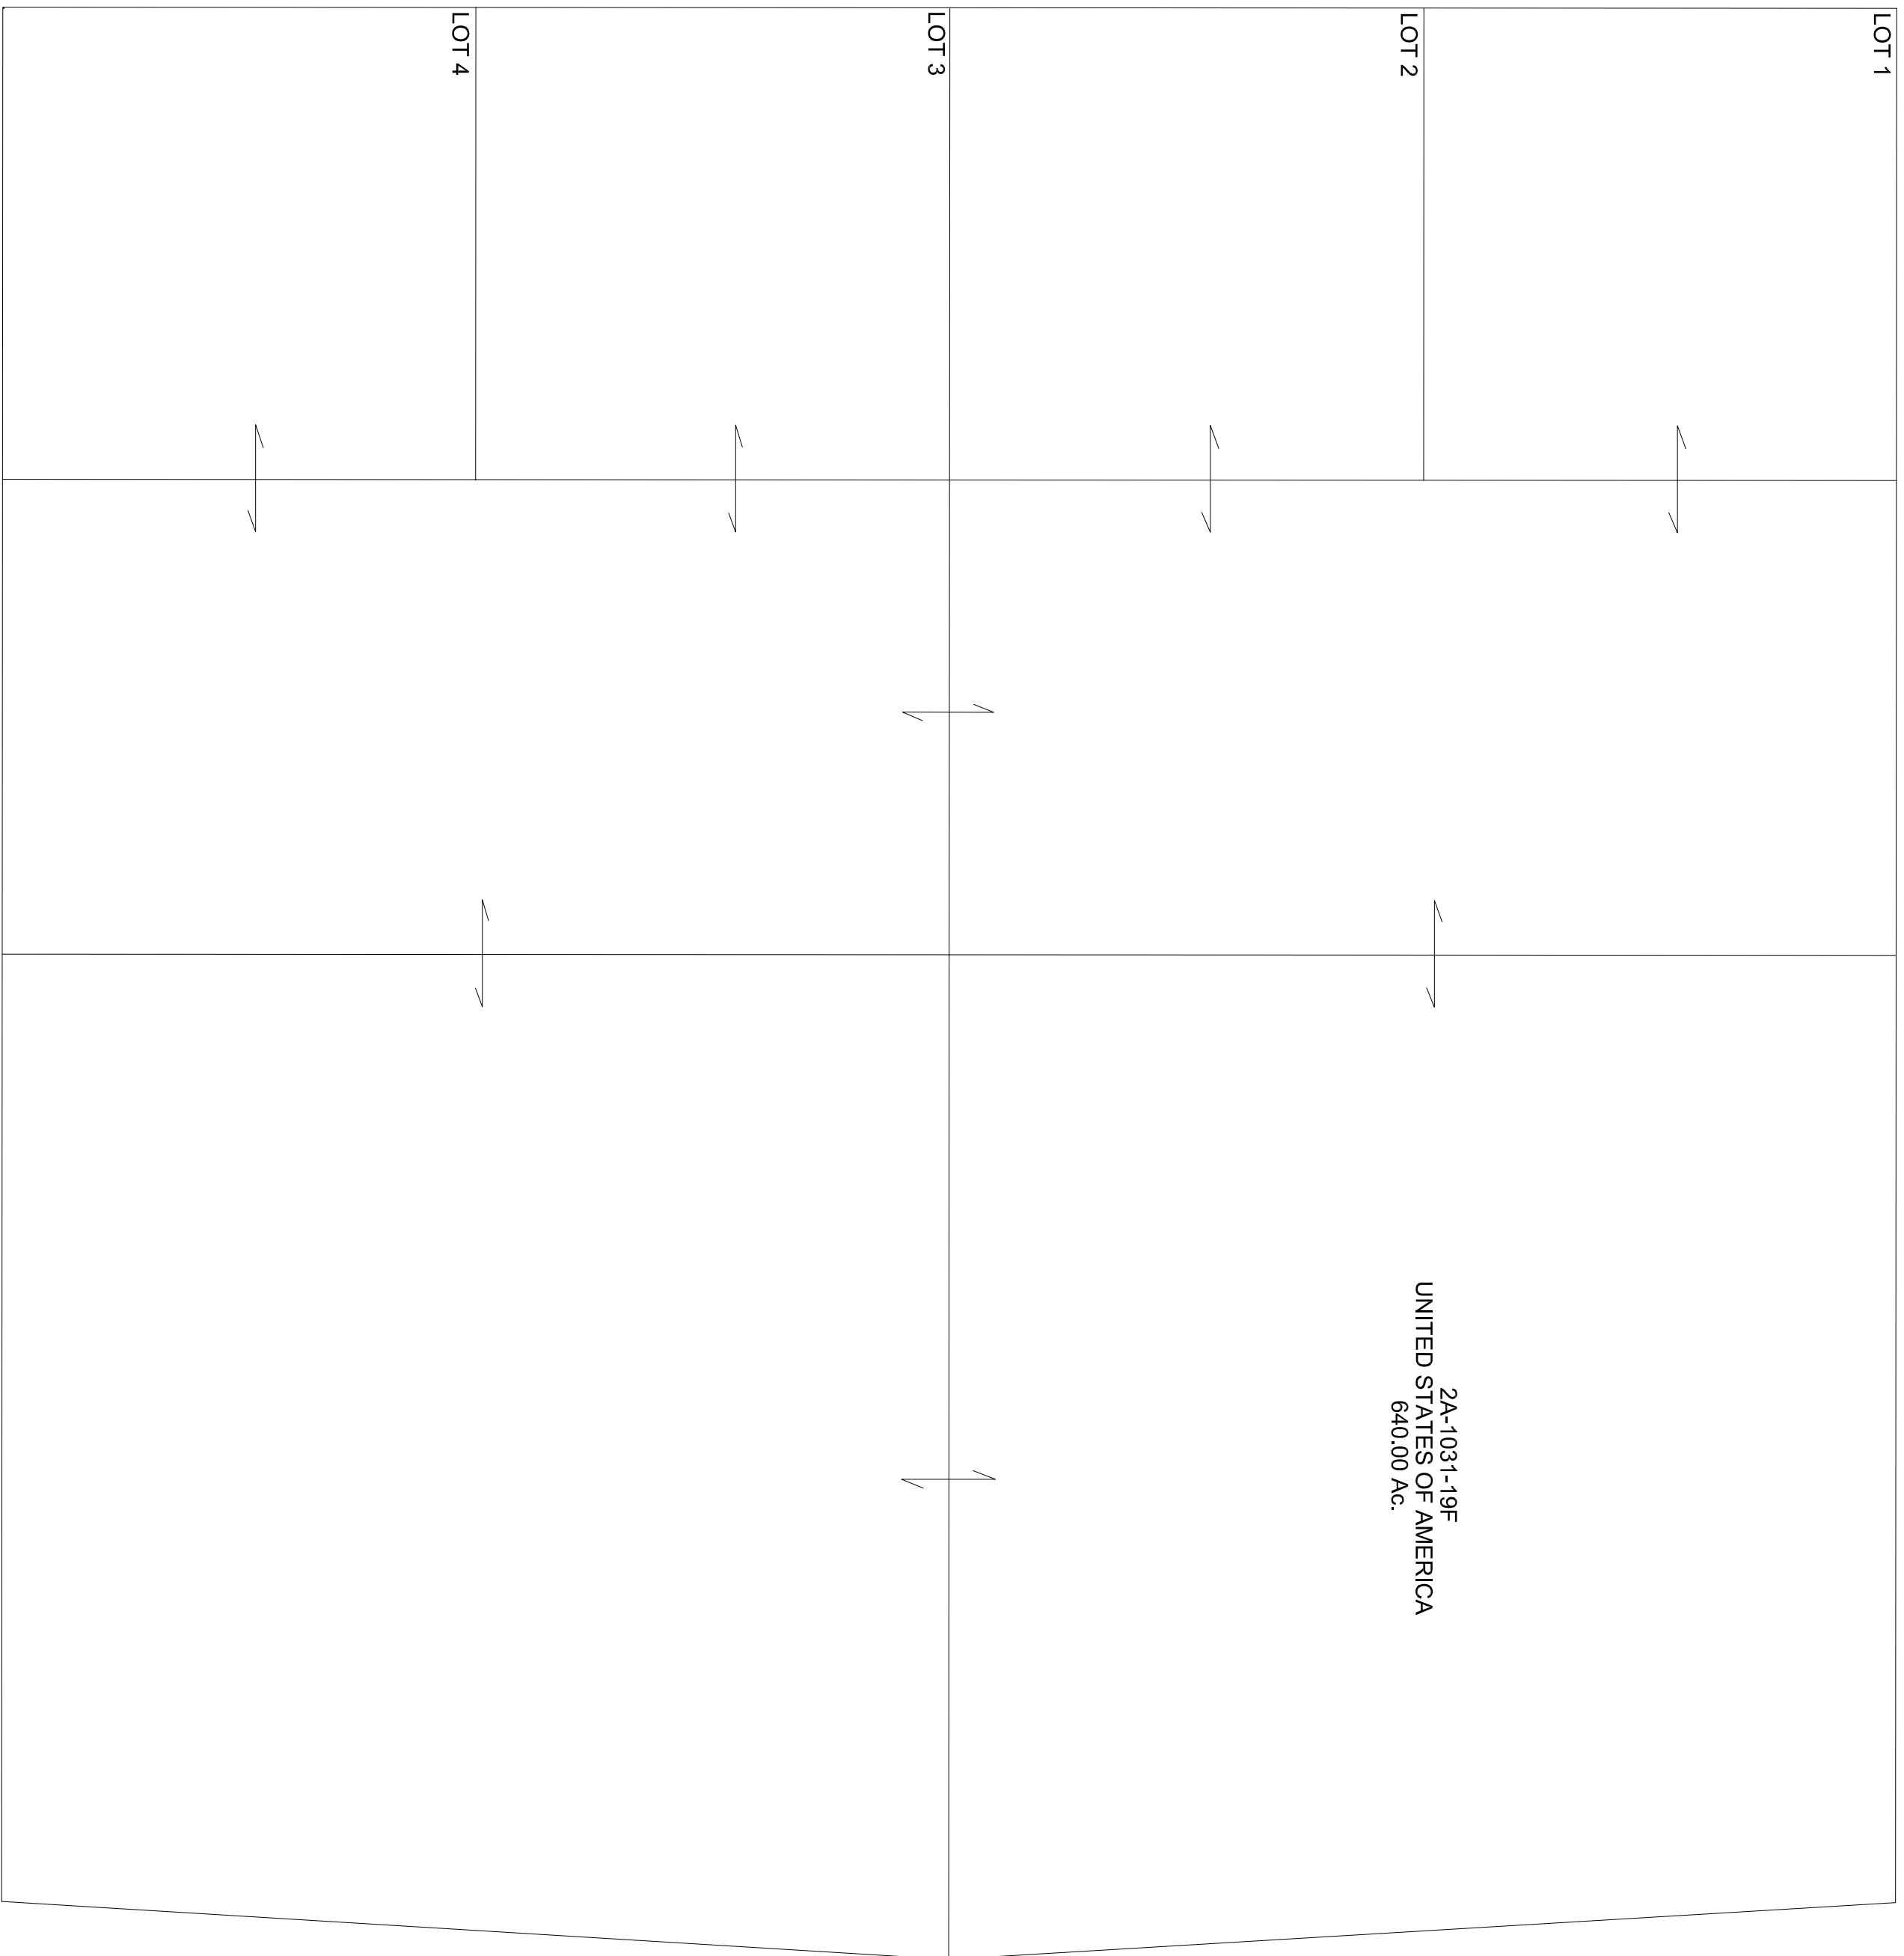 LOT 1
LOT 2
LOT 3
LOT 4
2A-1031-19F
UNITED STATES OF AMERICA
640.00 Ac.